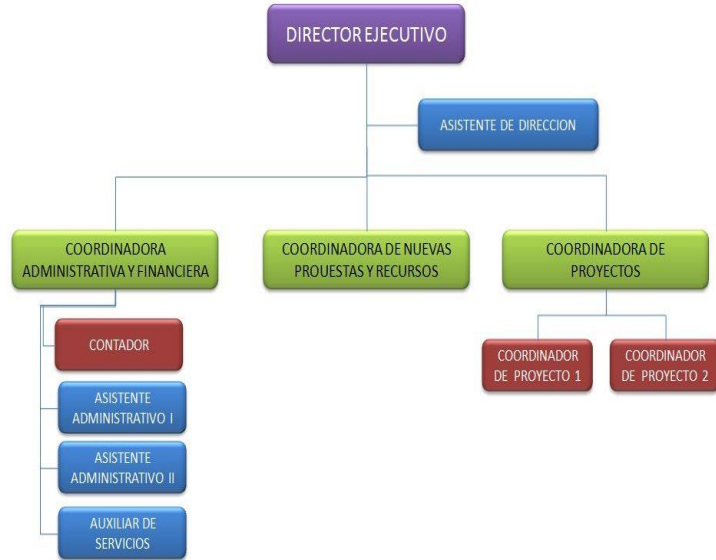 DIRECTOR EJECUTIVO
ASISTENTE DE DIRECCION
COORDINADORA
ADMINISTRATIVA Y FINANCIERA
COORDINADORA DE NUEVAS
PROUESTAS Y RECURSOS
COORDINADORA DE
PROYECTOS
CONTADOR
ASISTENTE
ADMINISTRATIVO I
ASISTENTE
ADMINISTRATIVO II
AUXILIAR DE
SERVICIOS
COORDINADOR
DE PROYECTO 1
COORDINADOR
DE PROYECTO 2